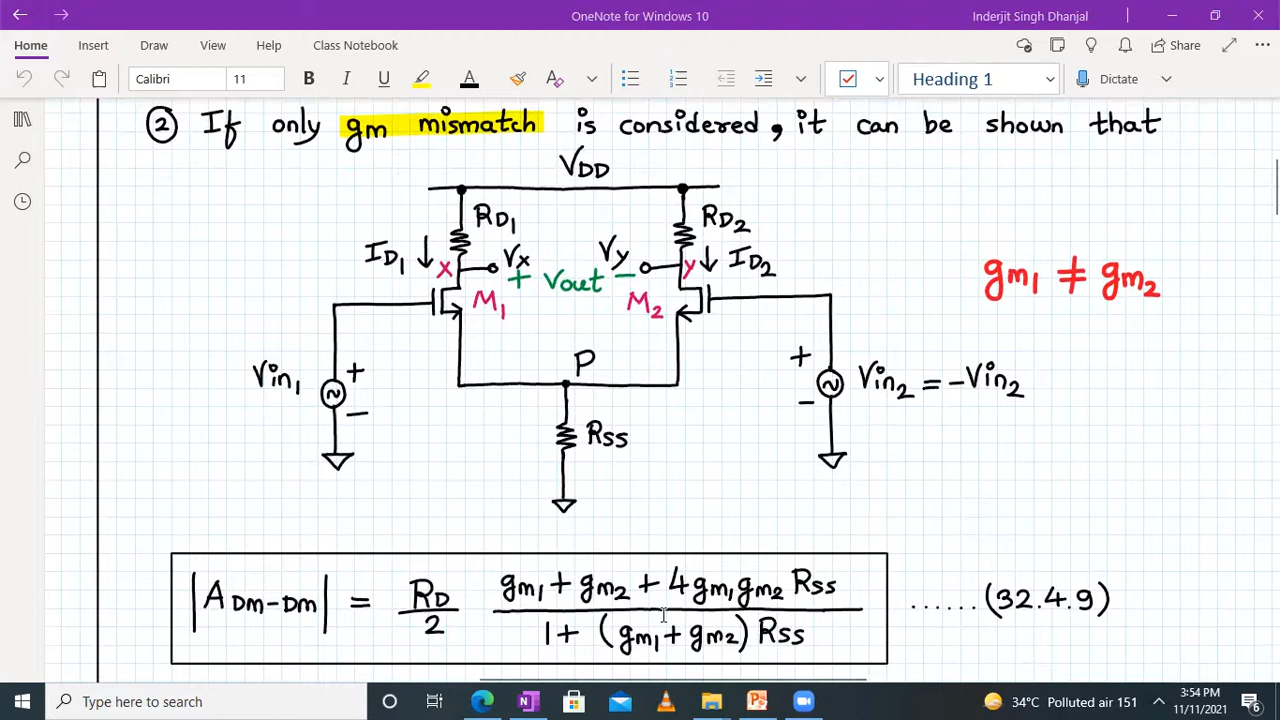 OneNote for Windows 10
Inderjit Singh Dhanjal
Home Insert Draw View Help Class Notebook Share
Calibri 11 B I U A Heading 1 Dictate
② If only gm mismatch is considered, it can be shown that
VDD
RD1 RD2
ID1 Vx Vy ID2
x + Vout − y
M1 M2
gm1 ≠ gm2
P
Vin1 + − + − Vin2 = −Vin2
Rss
|ADM-DM| = RD/2 (gm1 + gm2 + 4gm1gm2 Rss)/(1 + (gm1 + gm2) Rss) ...... (32.4.9)
Type here to search
34°C Polluted air 151
3:54 PM
11/11/2021
6